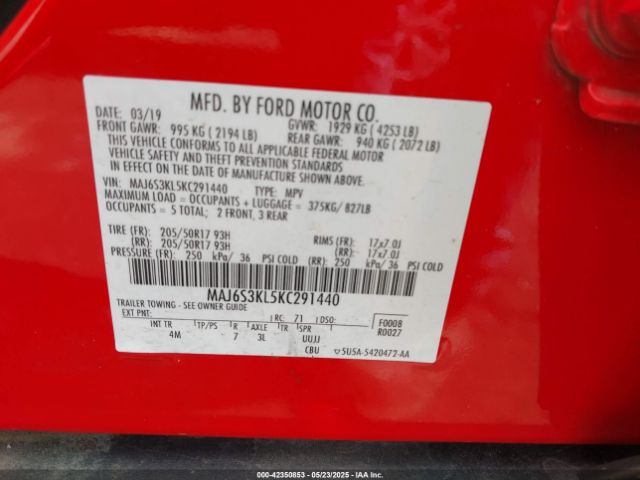 MFD. BY FORD MOTOR CO.
DATE: 03/19 GVWR: 1929 KG ( 4253 LB)
FRONT GAWR: 995 KG ( 2194 LB) REAR GAWR: 940 KG ( 2072 LB)
THIS VEHICLE CONFORMS TO ALL APPLICABLE FEDERAL MOTOR
VEHICLE SAFETY AND THEFT PREVENTION STANDARDS
IN EFFECT ON THE DATE OF MANUFACTURE SHOWN ABOVE.
VIN: MAJ6S3KL5KC291440 TYPE: MPV
MAXIMUM LOAD = OCCUPANTS + LUGGAGE = 375KG/ 827LB
OCCUPANTS = 5 TOTAL; 2 FRONT, 3 REAR
TIRE (FR): 205/50R17 93H RIMS (FR): 17x7.0J
(RR): 205/50R17 93H (RR): 17x7.0J
PRESSURE (FR): 250 kPa/ 36 PSI COLD (RR): 250 kPa/ 36 PSI COLD
MAJ6S3KL5KC291440
TRAILER TOWING - SEE OWNER GUIDE
EXT PNT: RC: 71 DSO: F0008
R0027
INT TR TP/PS R AXLE TR SPR
4M 7 3L UUJJ
CBU 5U5A-5420472-AA
000-42350853 - 05/23/2025 - IAA Inc.